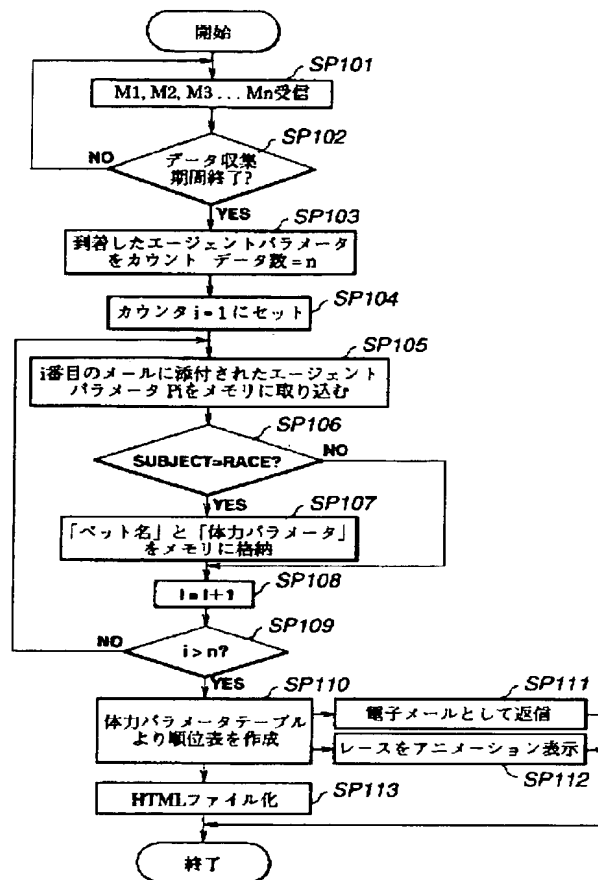 開始
SP101
M1, M2, M3 . . . Mn受信
SP102
NO
データ収集
期間終了?
YES
SP103
到着したエージェントパラメータ
をカウント データ数=n
SP104
カウンタ i=1にセット
SP105
i番目のメールに添付されたエージェント
パラメータ Piをメモリに取り込む
SP106
NO
SUBJECT=RACE?
YES
SP107
「ペット名」と「体力パラメータ」
をメモリに格納
SP108
i = i + 1
SP109
NO
i > n?
YES
SP110
体力パラメータテーブル
より順位表を作成
SP111
電子メールとして返信
レースをアニメーション表示
SP112
SP113
HTMLファイル化
終了